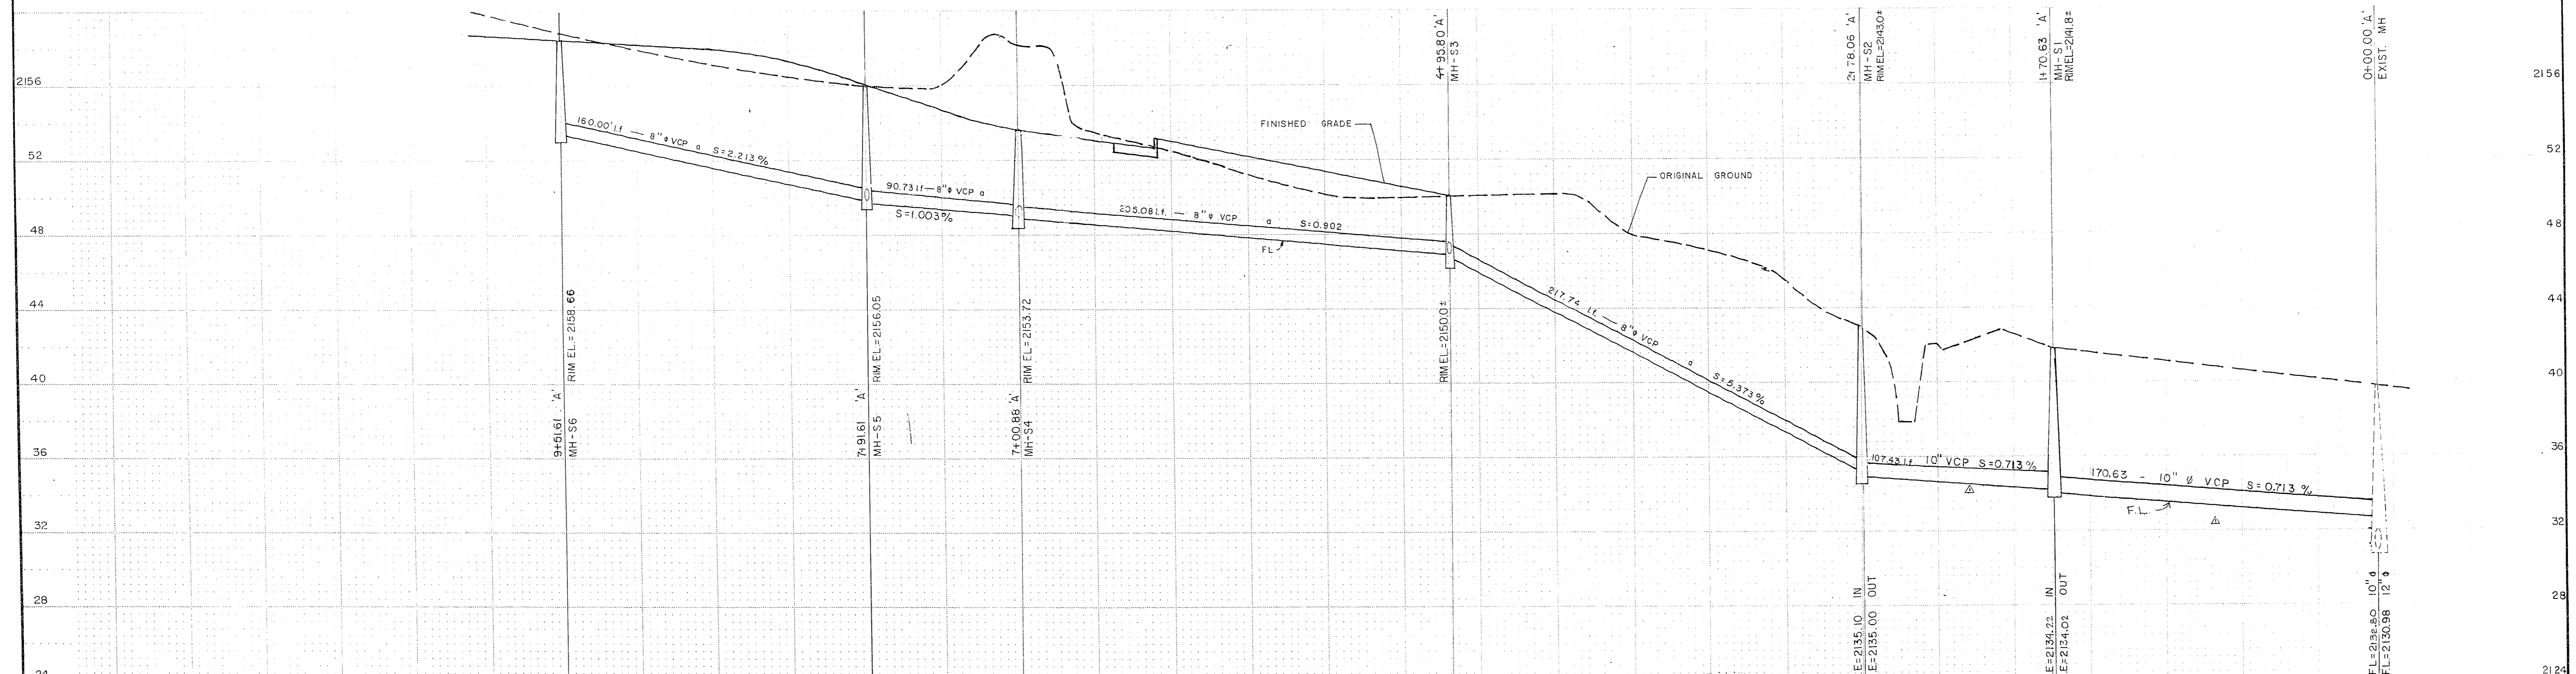 4+95.80 'A'
MH-S3
2+78.06 'A'
MH-S2
RIM EL=2143.0±
1+70.63 'A'
MH-S1
RIM EL=2141.8±
0+00.00 'A'
EXIST. MH
2156
2156
160.00' l.f — 8"φ VCP a S=2.213%
FINISHED GRADE
52
52
90.73 l.f—8"φ VCP a
S=1.003%
205.08 l.f. — 8"φ VCP a S=0.902
FL
ORIGINAL GROUND
48
48
44
44
217.74 l.f. — 8"φ VCP a S=5.373%
RIM EL.= 2158.66
RIM EL.=2156.05
RIM EL=2153.72
RIM EL=2150.0±
40
40
9+51.61 'A'
MH-S6
7+91.61 'A'
MH-S5
7+00.88 'A'
MH-S4
36
36
107.43 l.f 10" VCP S=0.713%
170.63 - 10" φ VCP S=0.713 %
F.L.
32
32
28
28
E=2135.10 IN
E=2135.00 OUT
E=2134.22 IN
E=2134.02 OUT
FL=2132.80 10"φ
F.L=2130.98 12"φ
24
2124